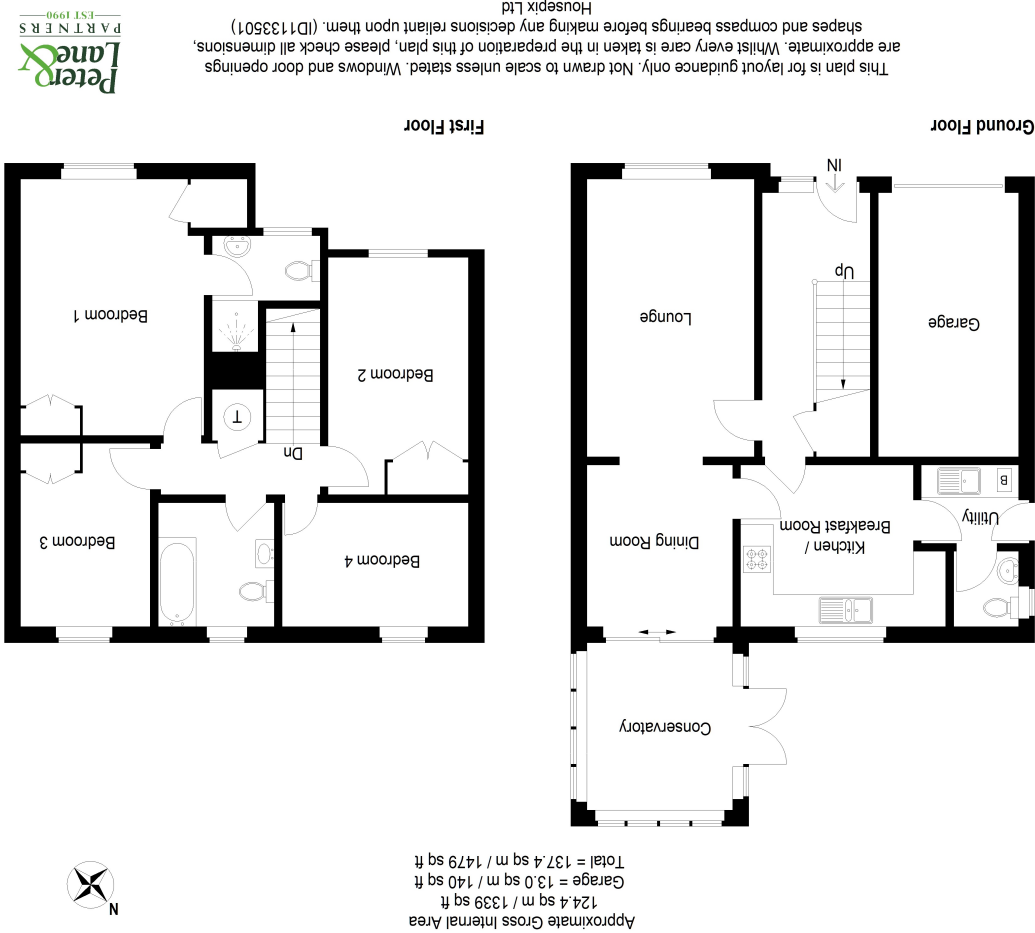 Approximate Gross Internal Area
124.4 sq m / 1339 sq ft
Garage = 13.0 sq m / 140 sq ft
Total = 137.4 sq m / 1479 sq ft
N
Conservatory
Kitchen /
Breakfast Room
Dining Room
Utility
B
Garage
Lounge
Up
IN
Ground Floor
Bedroom 4
Bedroom 3
Dn
T
Bedroom 2
Bedroom 1
First Floor
This plan is for layout guidance only. Not drawn to scale unless stated. Windows and door openings
are approximate. Whilst every care is taken in the preparation of this plan, please check all dimensions,
shapes and compass bearings before making any decisions reliant upon them. (ID1133501)
Housepix Ltd
Peter &
Lane
PARTNERS
EST 1990